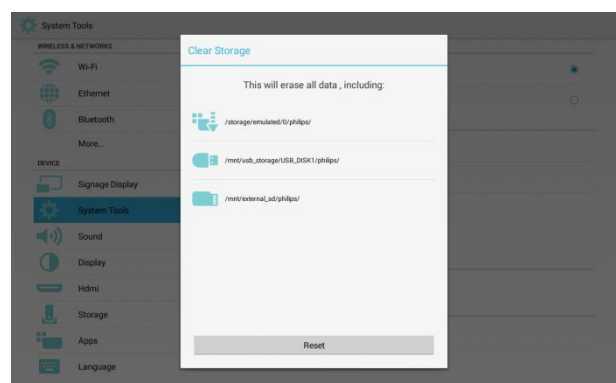 System Tools
WIRELESS & NETWORKS
Wi-Fi
Ethernet
Bluetooth
More...
DEVICE
Signage Display
System Tools
Sound
Display
Hdmi
Storage
Apps
Language
Clear Storage
This will erase all data , including:
/storage/emulated/0/philips/
/mnt/usb_storage/USB_DISK1/philips/
/mnt/external_sd/philips/
Reset